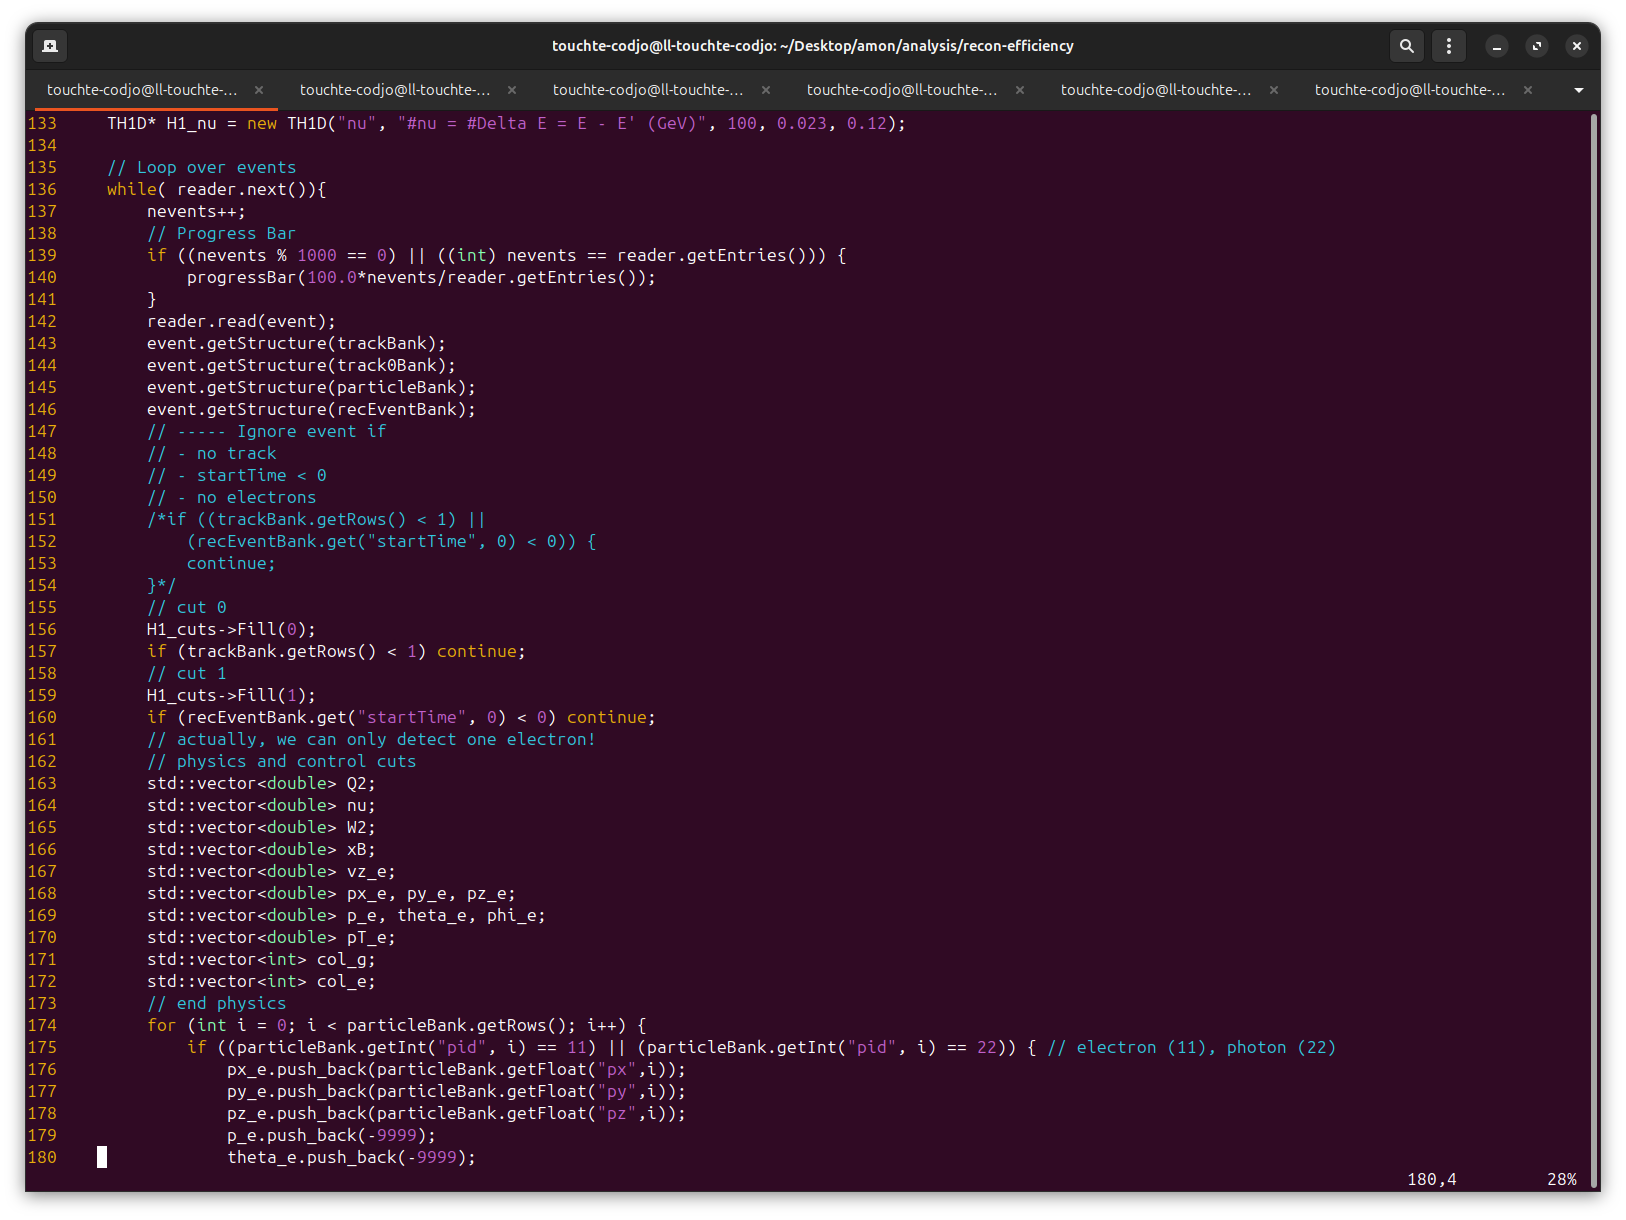 touchte-codjo@ll-touchte-codjo: ~/Desktop/amon/analysis/recon-efficiency
touchte-codjo@ll-touchte-... × touchte-codjo@ll-touchte-... × touchte-codjo@ll-touchte-... × touchte-codjo@ll-touchte-... × touchte-codjo@ll-touchte-... × touchte-codjo@ll-touchte-... ×
133     TH1D* H1_nu = new TH1D("nu", "#nu = #Delta E = E - E' (GeV)", 100, 0.023, 0.12);
134
135     // Loop over events
136     while( reader.next()){
137         nevents++;
138         // Progress Bar
139         if ((nevents % 1000 == 0) || ((int) nevents == reader.getEntries())) {
140             progressBar(100.0*nevents/reader.getEntries());
141         }
142         reader.read(event);
143         event.getStructure(trackBank);
144         event.getStructure(track0Bank);
145         event.getStructure(particleBank);
146         event.getStructure(recEventBank);
147         // ----- Ignore event if
148         // - no track
149         // - startTime < 0
150         // - no electrons
151         /*if ((trackBank.getRows() < 1) ||
152             (recEventBank.get("startTime", 0) < 0)) {
153             continue;
154         }*/
155         // cut 0
156         H1_cuts->Fill(0);
157         if (trackBank.getRows() < 1) continue;
158         // cut 1
159         H1_cuts->Fill(1);
160         if (recEventBank.get("startTime", 0) < 0) continue;
161         // actually, we can only detect one electron!
162         // physics and control cuts
163         std::vector<double> Q2;
164         std::vector<double> nu;
165         std::vector<double> W2;
166         std::vector<double> xB;
167         std::vector<double> vz_e;
168         std::vector<double> px_e, py_e, pz_e;
169         std::vector<double> p_e, theta_e, phi_e;
170         std::vector<double> pT_e;
171         std::vector<int> col_g;
172         std::vector<int> col_e;
173         // end physics
174         for (int i = 0; i < particleBank.getRows(); i++) {
175             if ((particleBank.getInt("pid", i) == 11) || (particleBank.getInt("pid", i) == 22)) { // electron (11), photon (22)
176                 px_e.push_back(particleBank.getFloat("px",i));
177                 py_e.push_back(particleBank.getFloat("py",i));
178                 pz_e.push_back(particleBank.getFloat("pz",i));
179                 p_e.push_back(-9999);
180                 theta_e.push_back(-9999);
180,4 28%